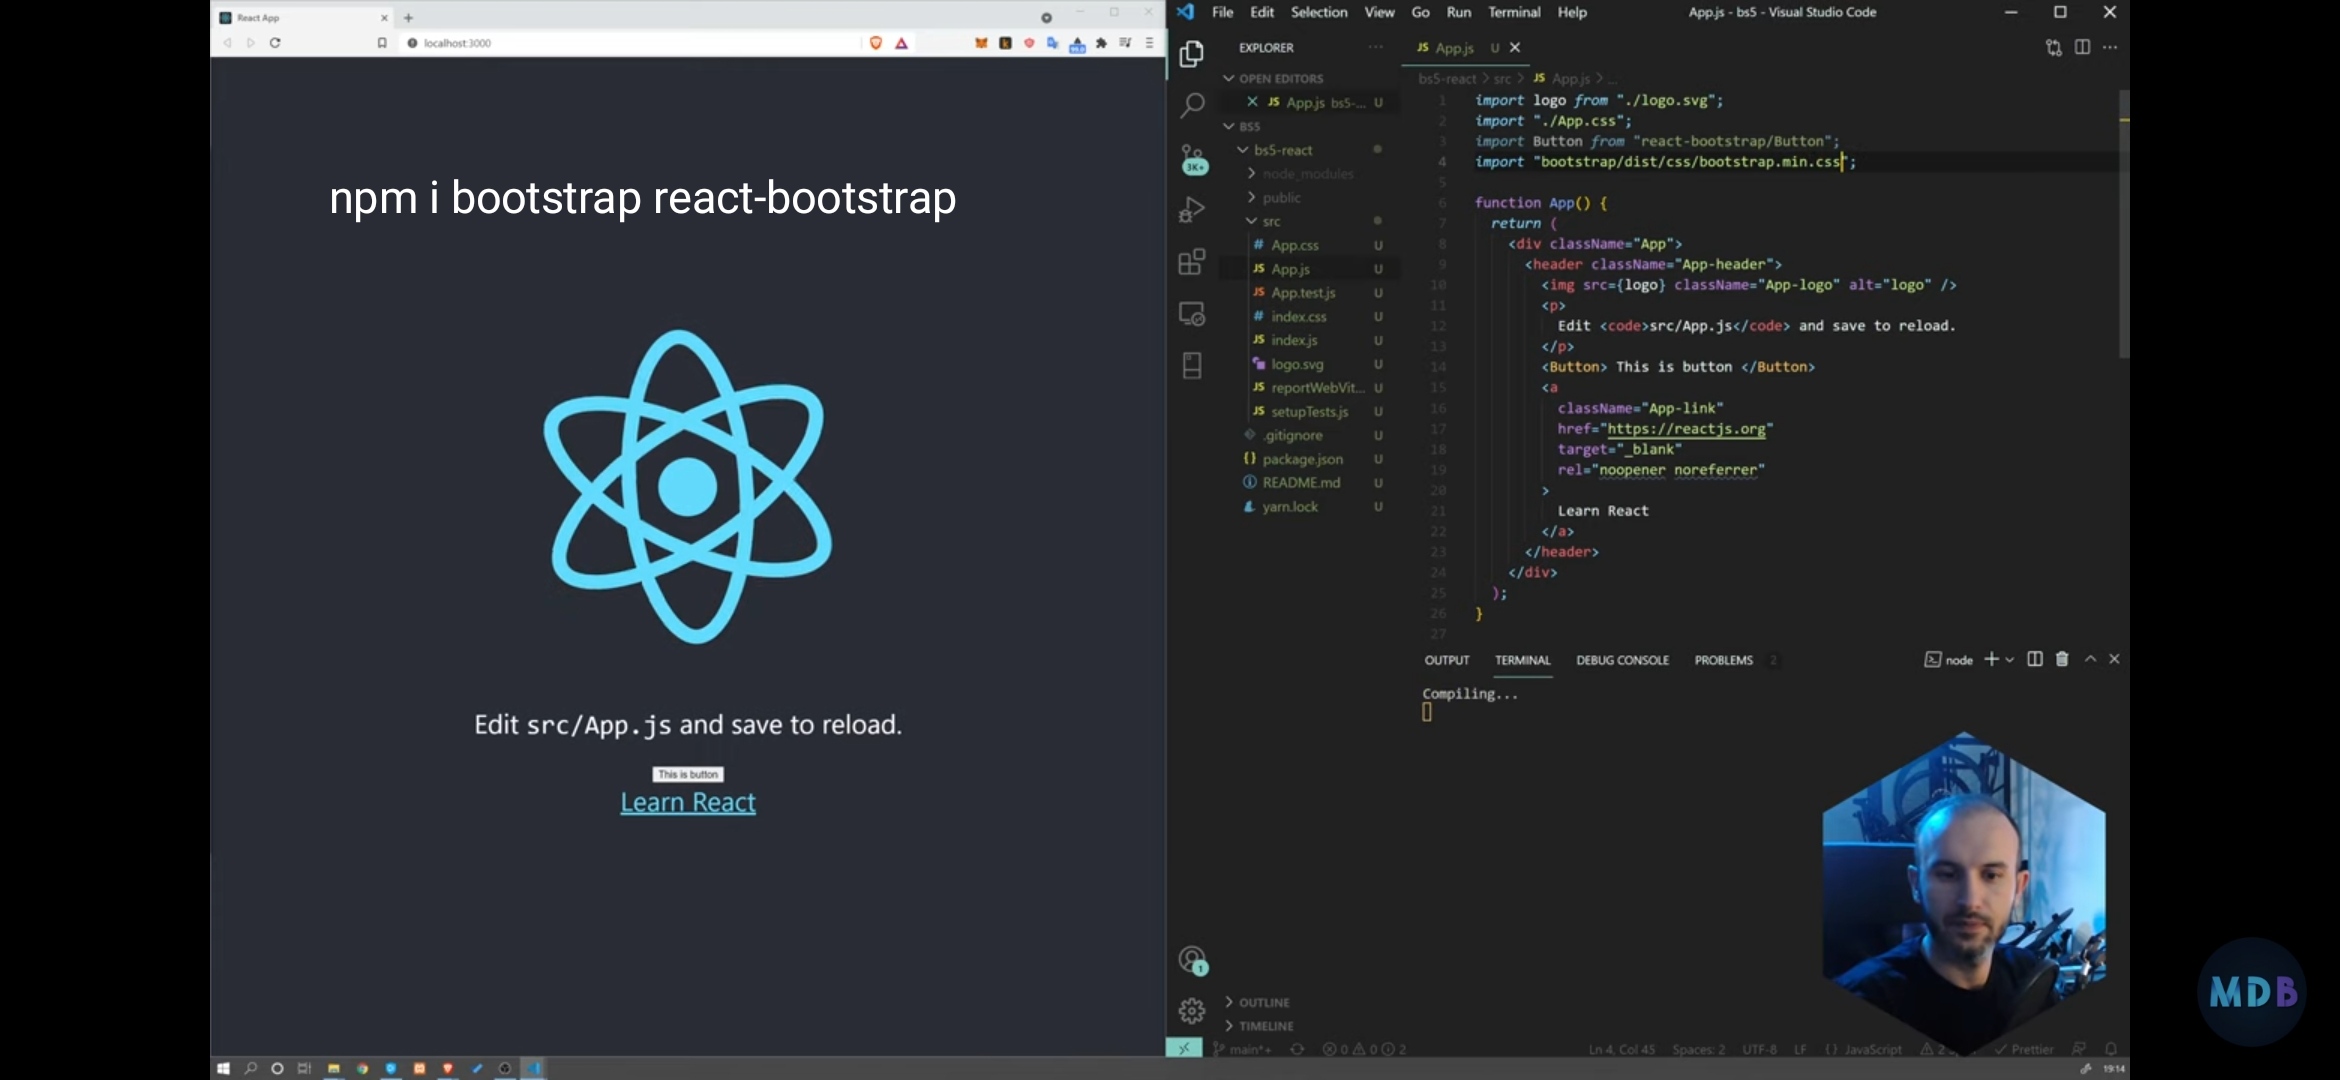 React App
localhost:3000
npm i bootstrap react-bootstrap
Edit src/App.js and save to reload.
This is button
Learn React
File Edit Selection View Go Run Terminal Help
App.js - bs5 - Visual Studio Code
EXPLORER
OPEN EDITORS
JS App.js bs5-... U
BS5
bs5-react
node_modules
public
src
# App.css U
JS App.js U
JS App.test.js U
# index.css U
JS index.js U
logo.svg U
JS reportWebVit... U
JS setupTests.js U
.gitignore U
{} package.json U
README.md U
yarn.lock U
3K+
1
OUTLINE
TIMELINE
JS App.js U
bs5-react > src > JS App.js > ...
1 import logo from "./logo.svg";
2 import "./App.css";
3 import Button from "react-bootstrap/Button";
4 import "bootstrap/dist/css/bootstrap.min.css";
5
6 function App() {
7 return (
8 <div className="App">
9 <header className="App-header">
10 <img src={logo} className="App-logo" alt="logo" />
11 <p>
12 Edit <code>src/App.js</code> and save to reload.
13 </p>
14 <Button> This is button </Button>
15 <a
16 className="App-link"
17 href="https://reactjs.org"
18 target="_blank"
19 rel="noopener noreferrer"
20 >
21 Learn React
22 </a>
23 </header>
24 </div>
25 );
26 }
27
OUTPUT TERMINAL DEBUG CONSOLE PROBLEMS 2
node
Compiling...
MDB
main*+ 0 0 2
Ln 4, Col 45 Spaces: 2 UTF-8 LF {} JavaScript 2 Prettier
19:14